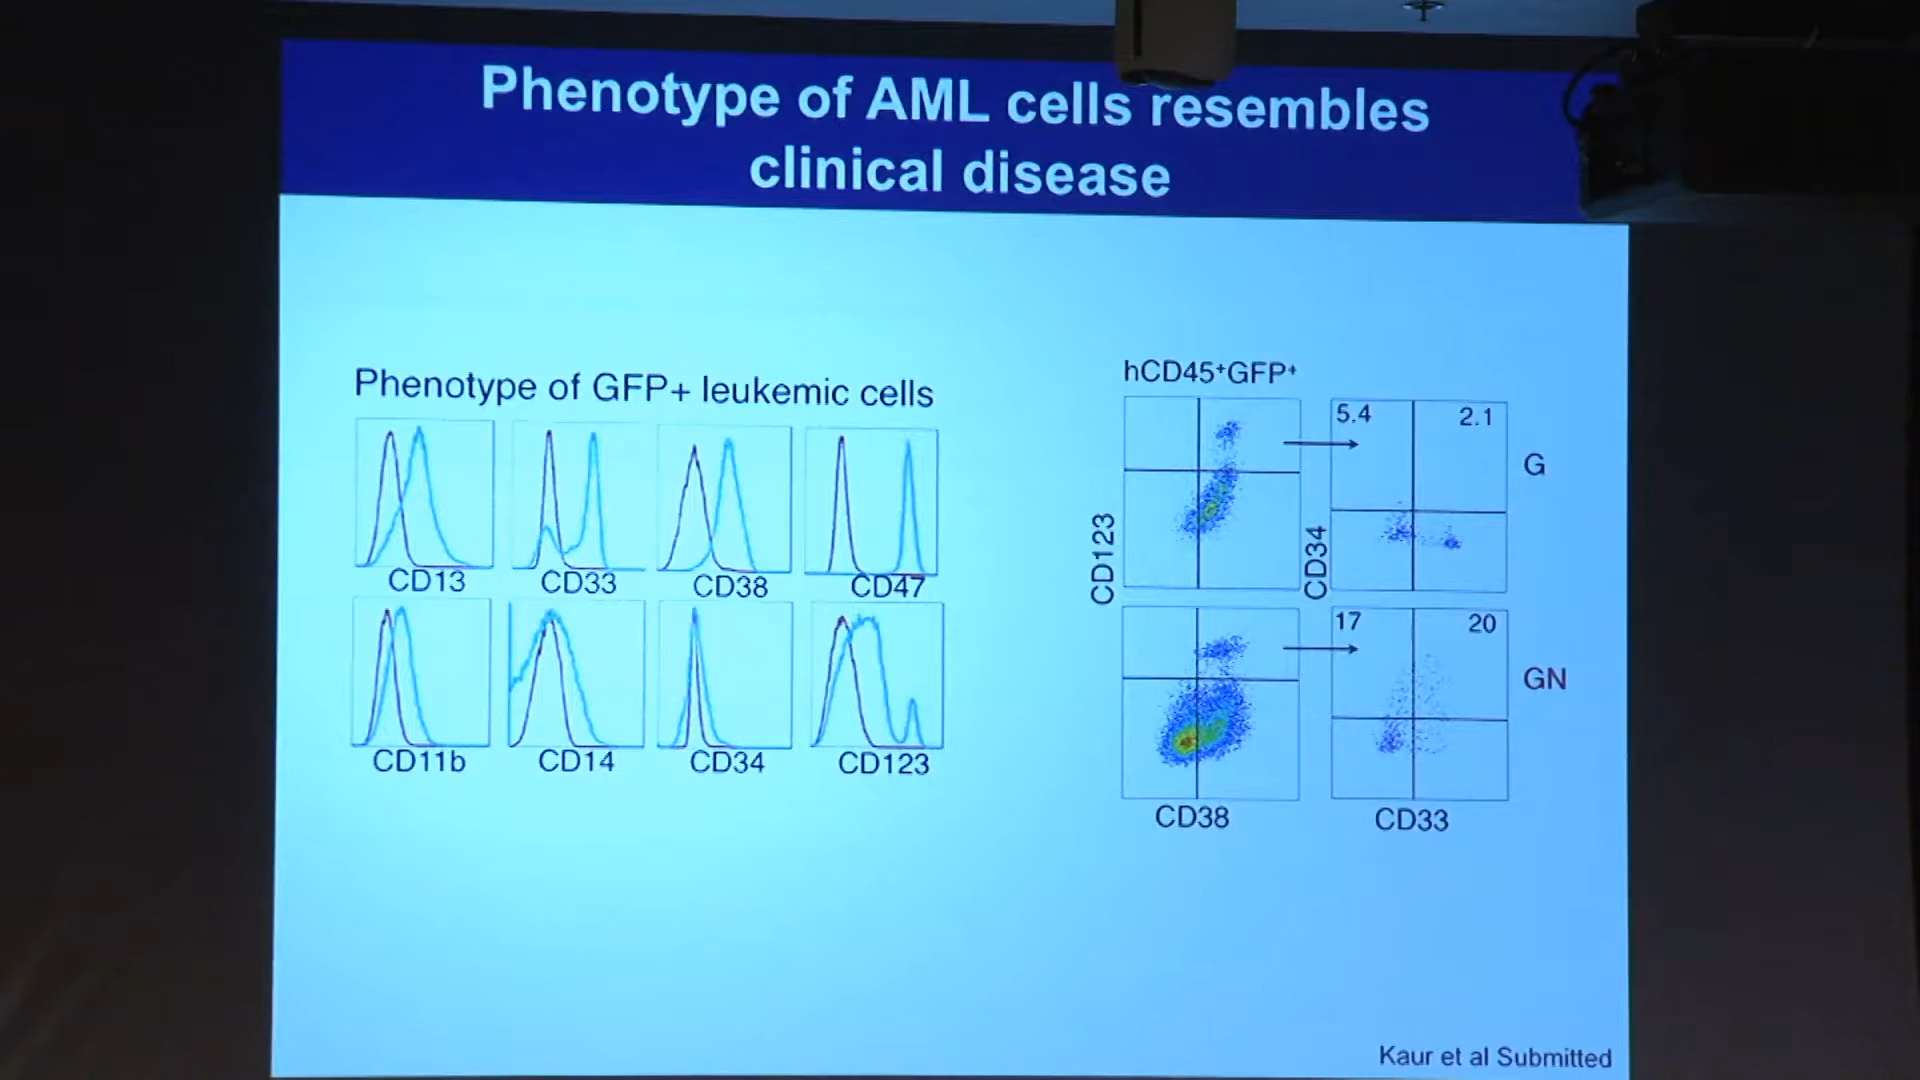 Phenotype of AML cells resembles
clinical disease
Phenotype of GFP+ leukemic cells
CD13
CD33
CD38
CD47
CD11b
CD14
CD34
CD123
hCD45⁺GFP⁺
CD123
5.4
2.1
G
CD34
17
20
GN
CD38
CD33
Kaur et al Submitted